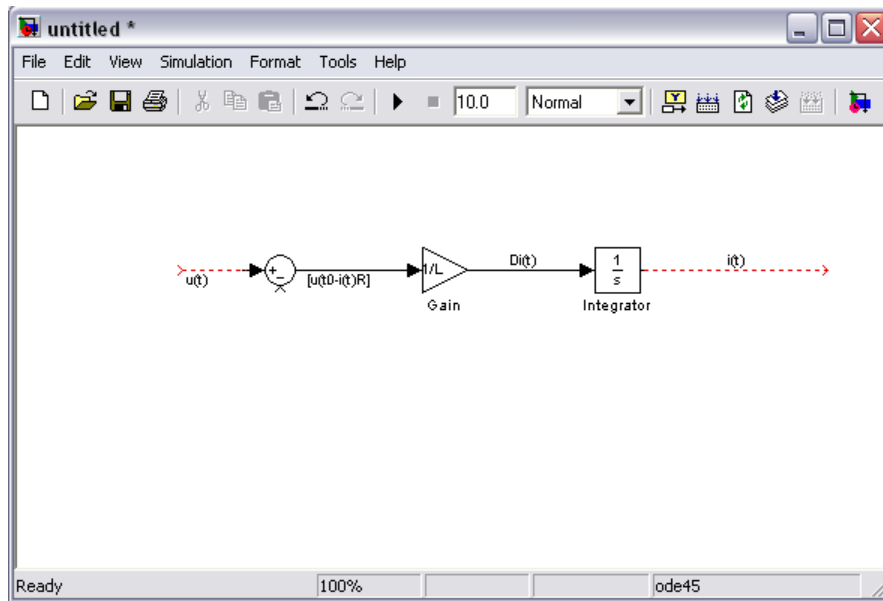 untitled *
File Edit View Simulation Format Tools Help
10.0 Normal
u(t)
[u(t0-i(t)R]
1/L
Gain
Di(t)
1
s
Integrator
i(t)
Ready 100% ode45